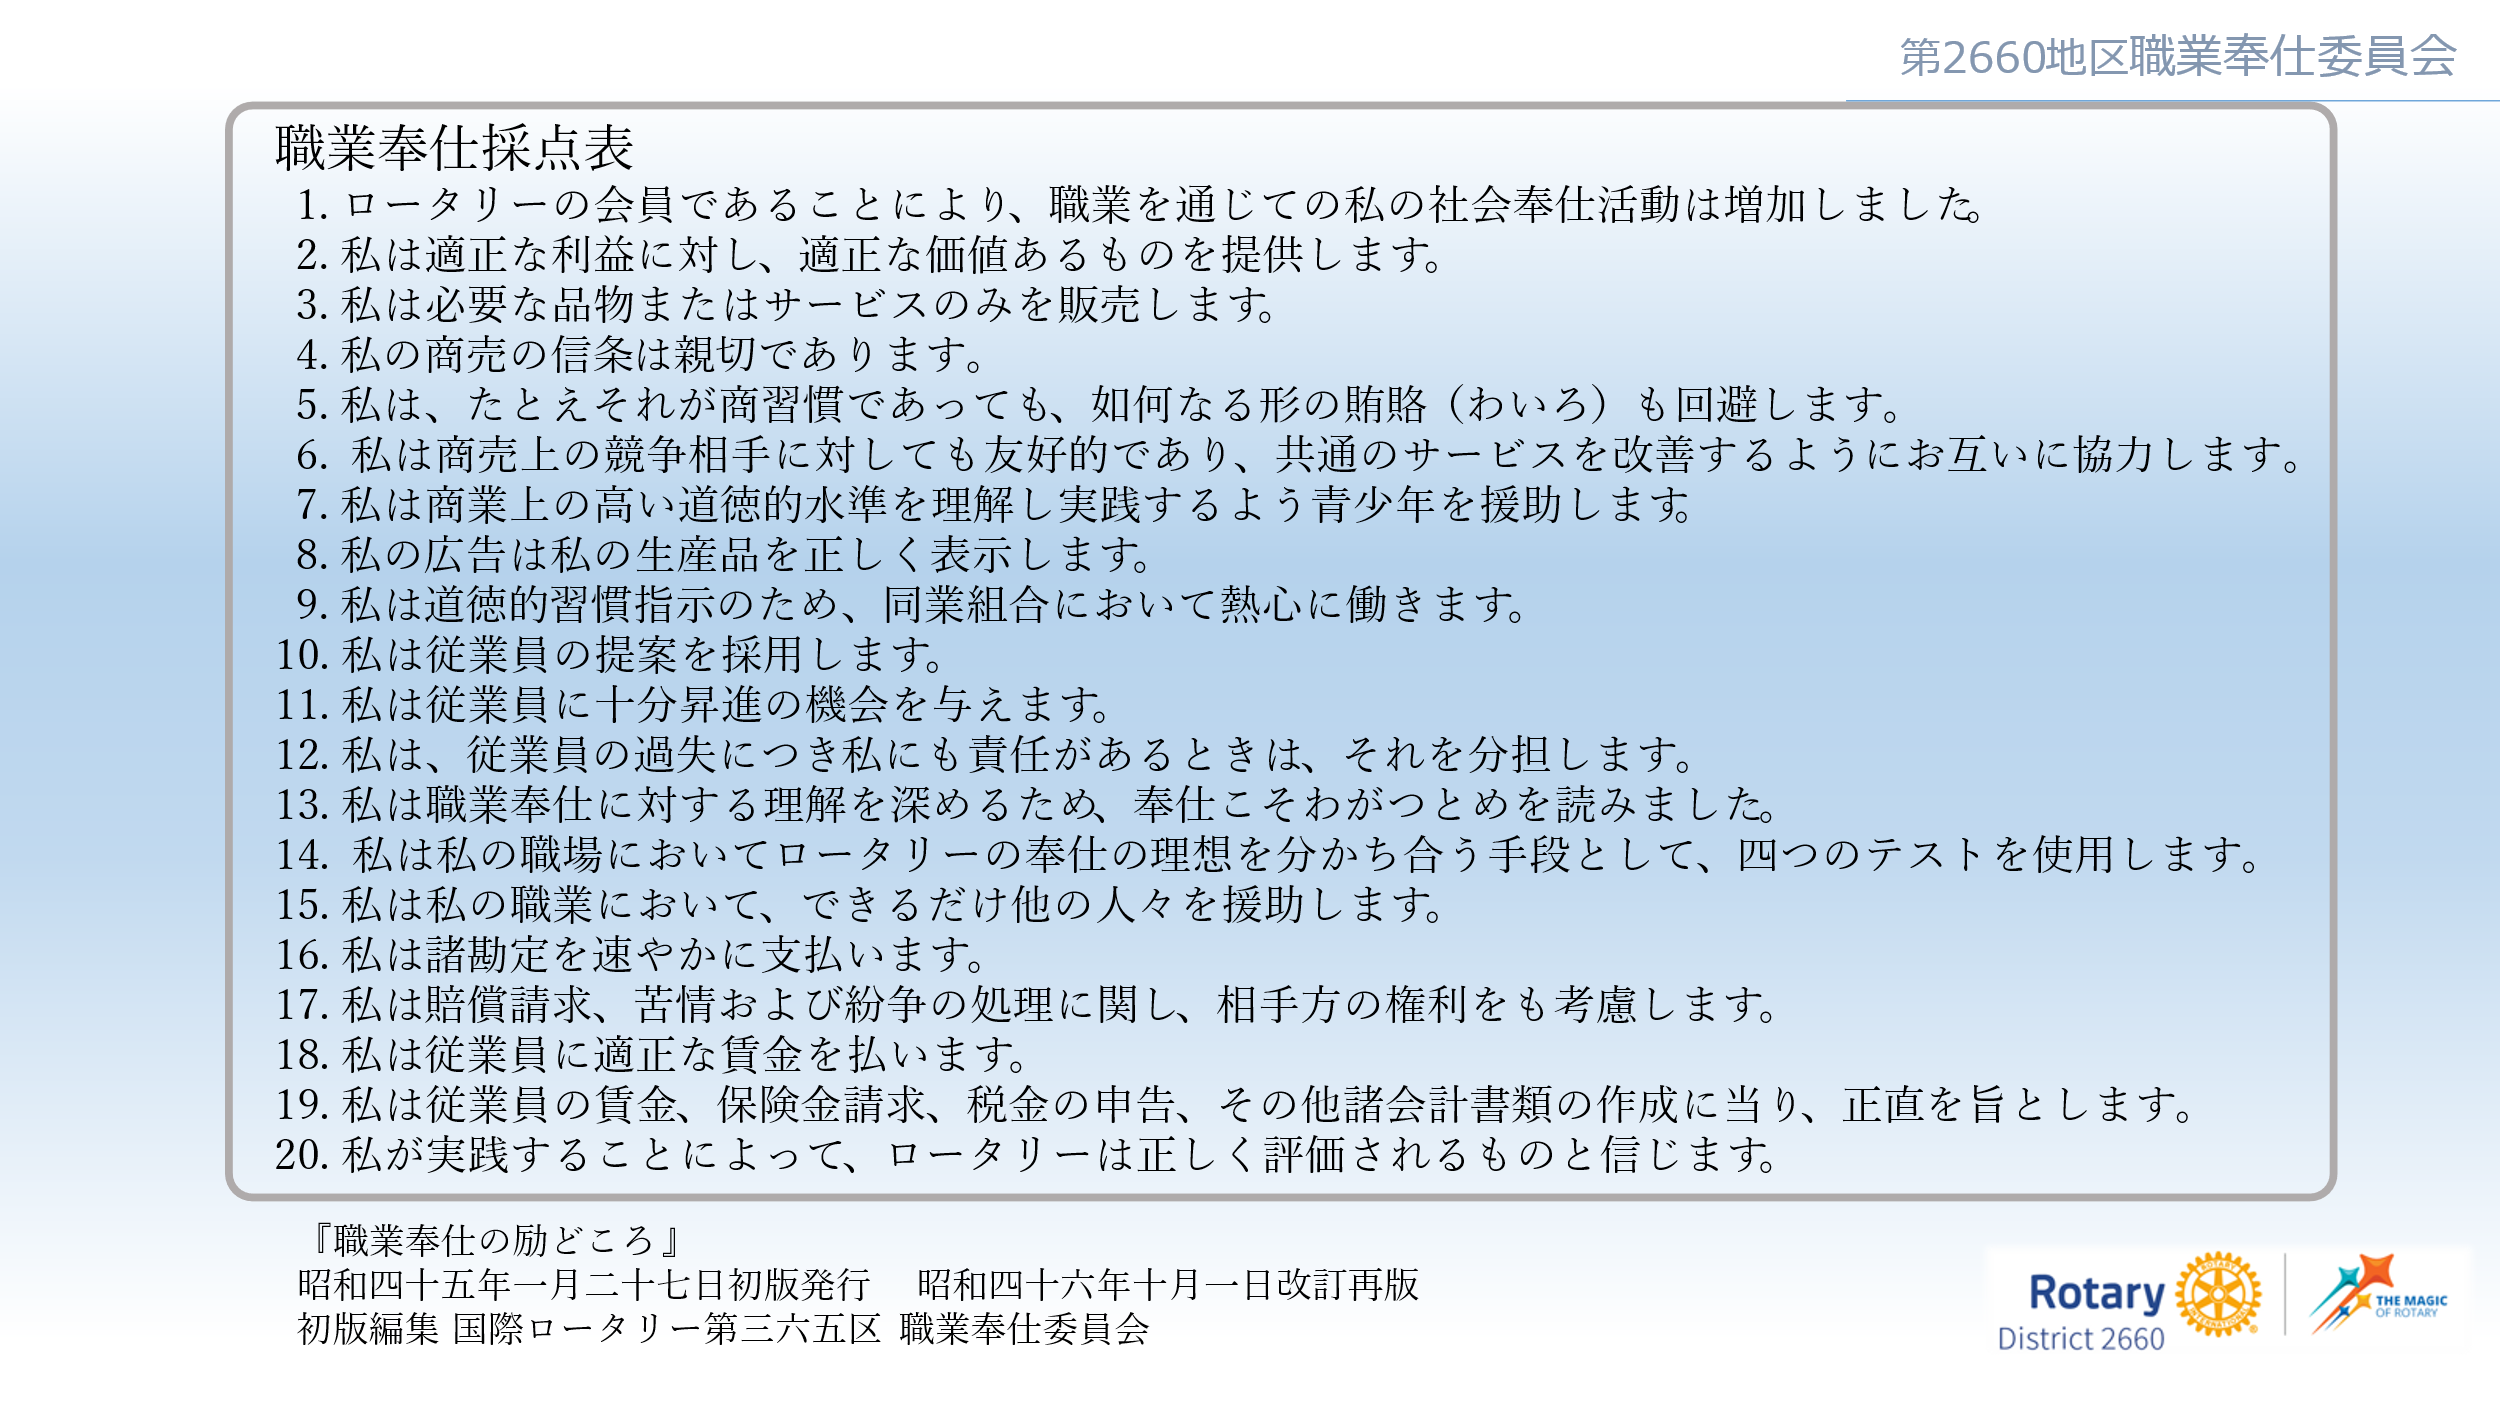 第2660地区職業奉仕委員会
職業奉仕採点表
1. ロータリーの会員であることにより、職業を通じての私の社会奉仕活動は増加しました。
2. 私は適正な利益に対し、適正な価値あるものを提供します。
3. 私は必要な品物またはサービスのみを販売します。
4. 私の商売の信条は親切であります。
5. 私は、たとえそれが商習慣であっても、如何なる形の賄賂（わいろ）も回避します。
6. 私は商売上の競争相手に対しても友好的であり、共通のサービスを改善するようにお互いに協力します。
7. 私は商業上の高い道徳的水準を理解し実践するよう青少年を援助します。
8. 私の広告は私の生産品を正しく表示します。
9. 私は道徳的習慣指示のため、同業組合において熱心に働きます。
10. 私は従業員の提案を採用します。
11. 私は従業員に十分昇進の機会を与えます。
12. 私は、従業員の過失につき私にも責任があるときは、それを分担します。
13. 私は職業奉仕に対する理解を深めるため、奉仕こそわがつとめを読みました。
14. 私は私の職場においてロータリーの奉仕の理想を分かち合う手段として、四つのテストを使用します。
15. 私は私の職業において、できるだけ他の人々を援助します。
16. 私は諸勘定を速やかに支払います。
17. 私は賠償請求、苦情および紛争の処理に関し、相手方の権利をも考慮します。
18. 私は従業員に適正な賃金を払います。
19. 私は従業員の賃金、保険金請求、税金の申告、その他諸会計書類の作成に当り、正直を旨とします。
20. 私が実践することによって、ロータリーは正しく評価されるものと信じます。
『職業奉仕の励どころ』
昭和四十五年一月二十七日初版発行　昭和四十六年十月一日改訂再版
初版編集 国際ロータリー第三六五区 職業奉仕委員会
Rotary
District 2660
ROTARY
INTERNATIONAL
THE MAGIC
OF ROTARY